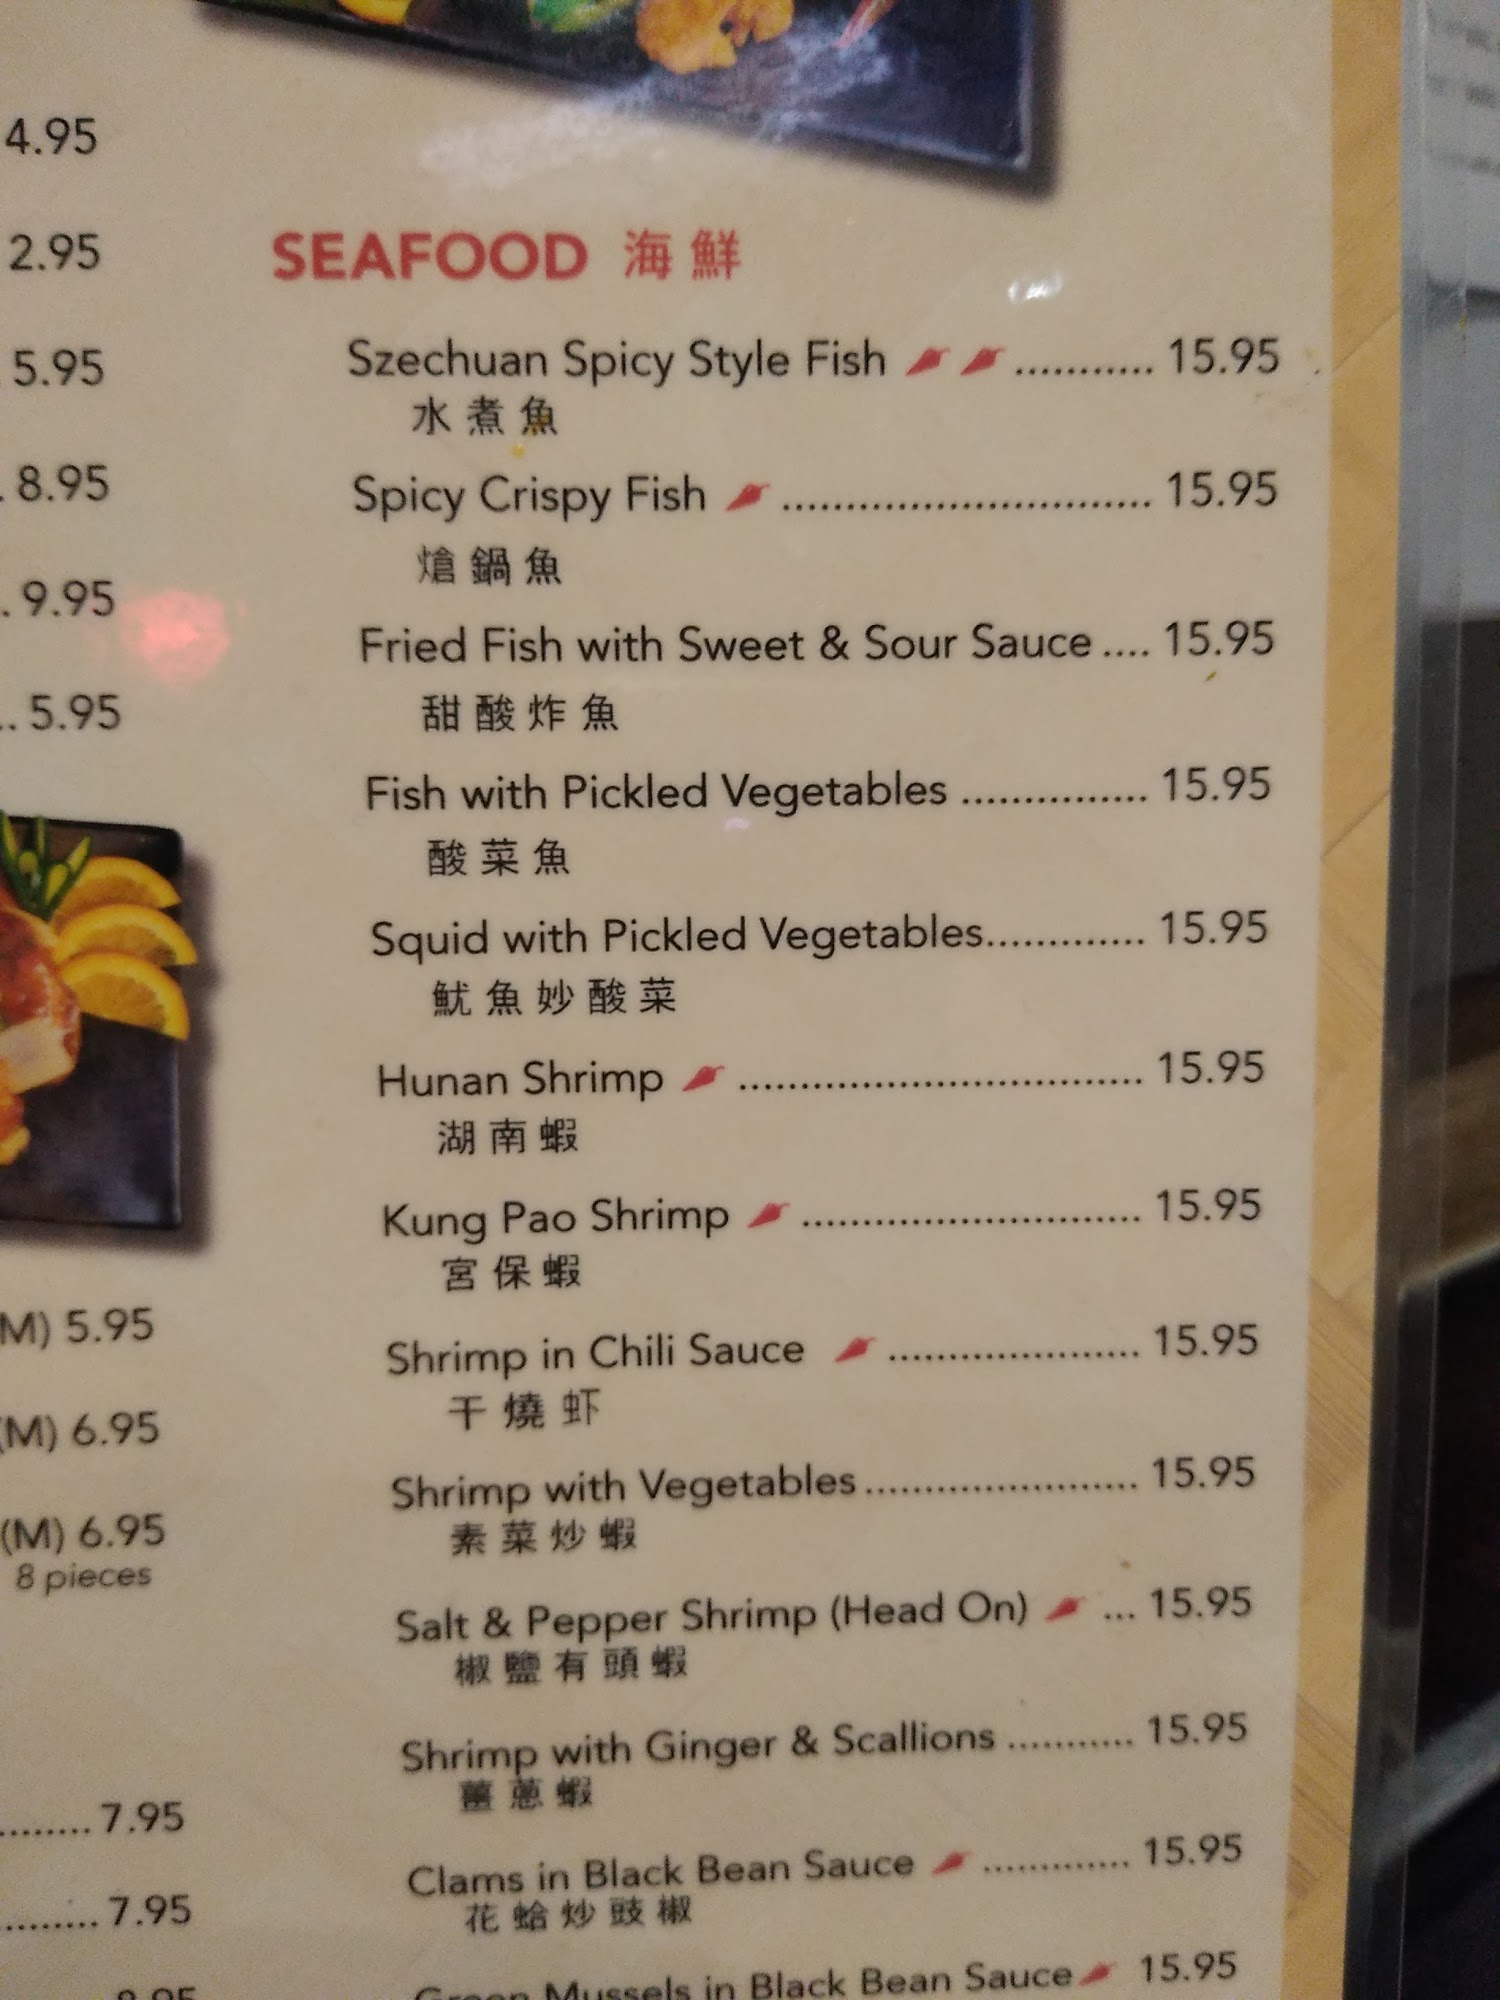 4.95
2.95
5.95
8.95
9.95
5.95
(M) 5.95
(M) 6.95
(M) 6.95
8 pieces
7.95
7.95
8.95
SEAFOOD 海鮮
Szechuan Spicy Style Fish ........... 15.95
水煮魚
Spicy Crispy Fish ............................. 15.95
熗鍋魚
Fried Fish with Sweet & Sour Sauce .... 15.95
甜酸炸魚
Fish with Pickled Vegetables ............... 15.95
酸菜魚
Squid with Pickled Vegetables............. 15.95
魷魚妙酸菜
Hunan Shrimp ................................ 15.95
湖南蝦
Kung Pao Shrimp ........................... 15.95
宮保蝦
Shrimp in Chili Sauce .................... 15.95
干燒虾
Shrimp with Vegetables ...................... 15.95
素菜炒蝦
Salt & Pepper Shrimp (Head On) ... 15.95
椒鹽有頭蝦
Shrimp with Ginger & Scallions ........... 15.95
薑蔥蝦
Clams in Black Bean Sauce ............. 15.95
花蛤炒豉椒
Green Mussels in Black Bean Sauce 15.95